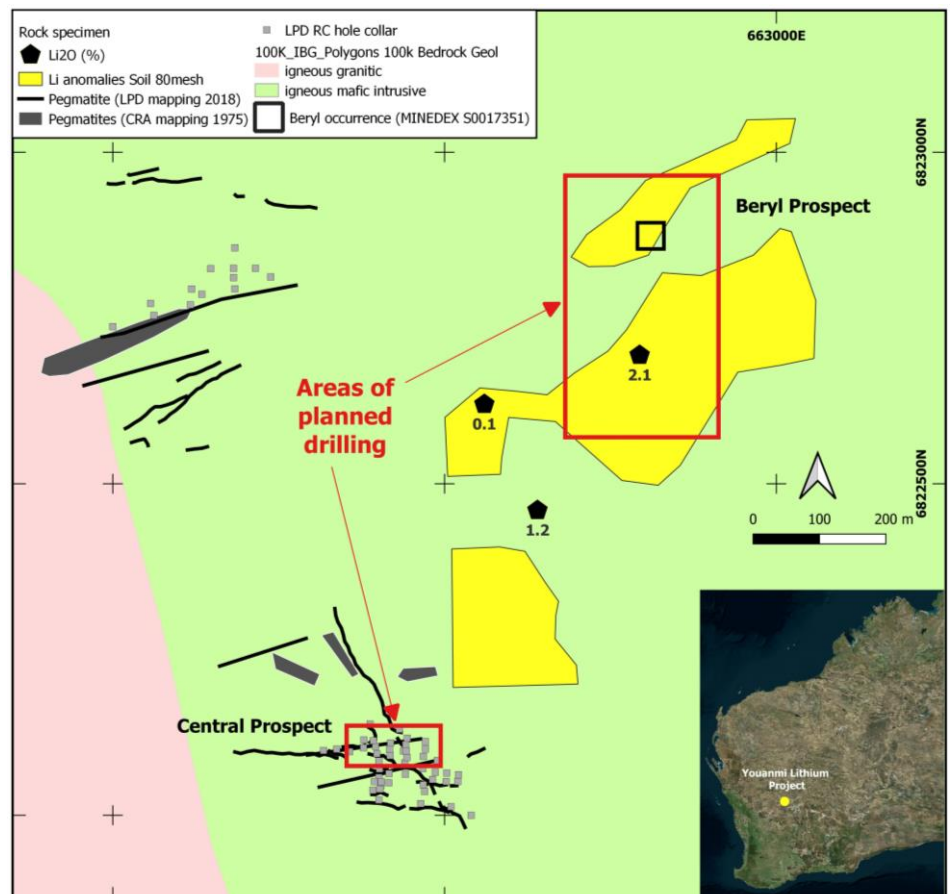 Rock specimen
Li2O (%)
Li anomalies Soil 80mesh
Pegmatite (LPD mapping 2018)
Pegmatites (CRA mapping 1975)
LPD RC hole collar
100K_IBG_Polygons 100k Bedrock Geol
igneous granitic
igneous mafic intrusive
Beryl occurrence (MINEDEX S0017351)
663000E
6823000N
Beryl Prospect
2.1
Areas of
planned
drilling
0.1
6822500N
1.2
0 100 200 m
Central Prospect
Youanmi Lithium
Project